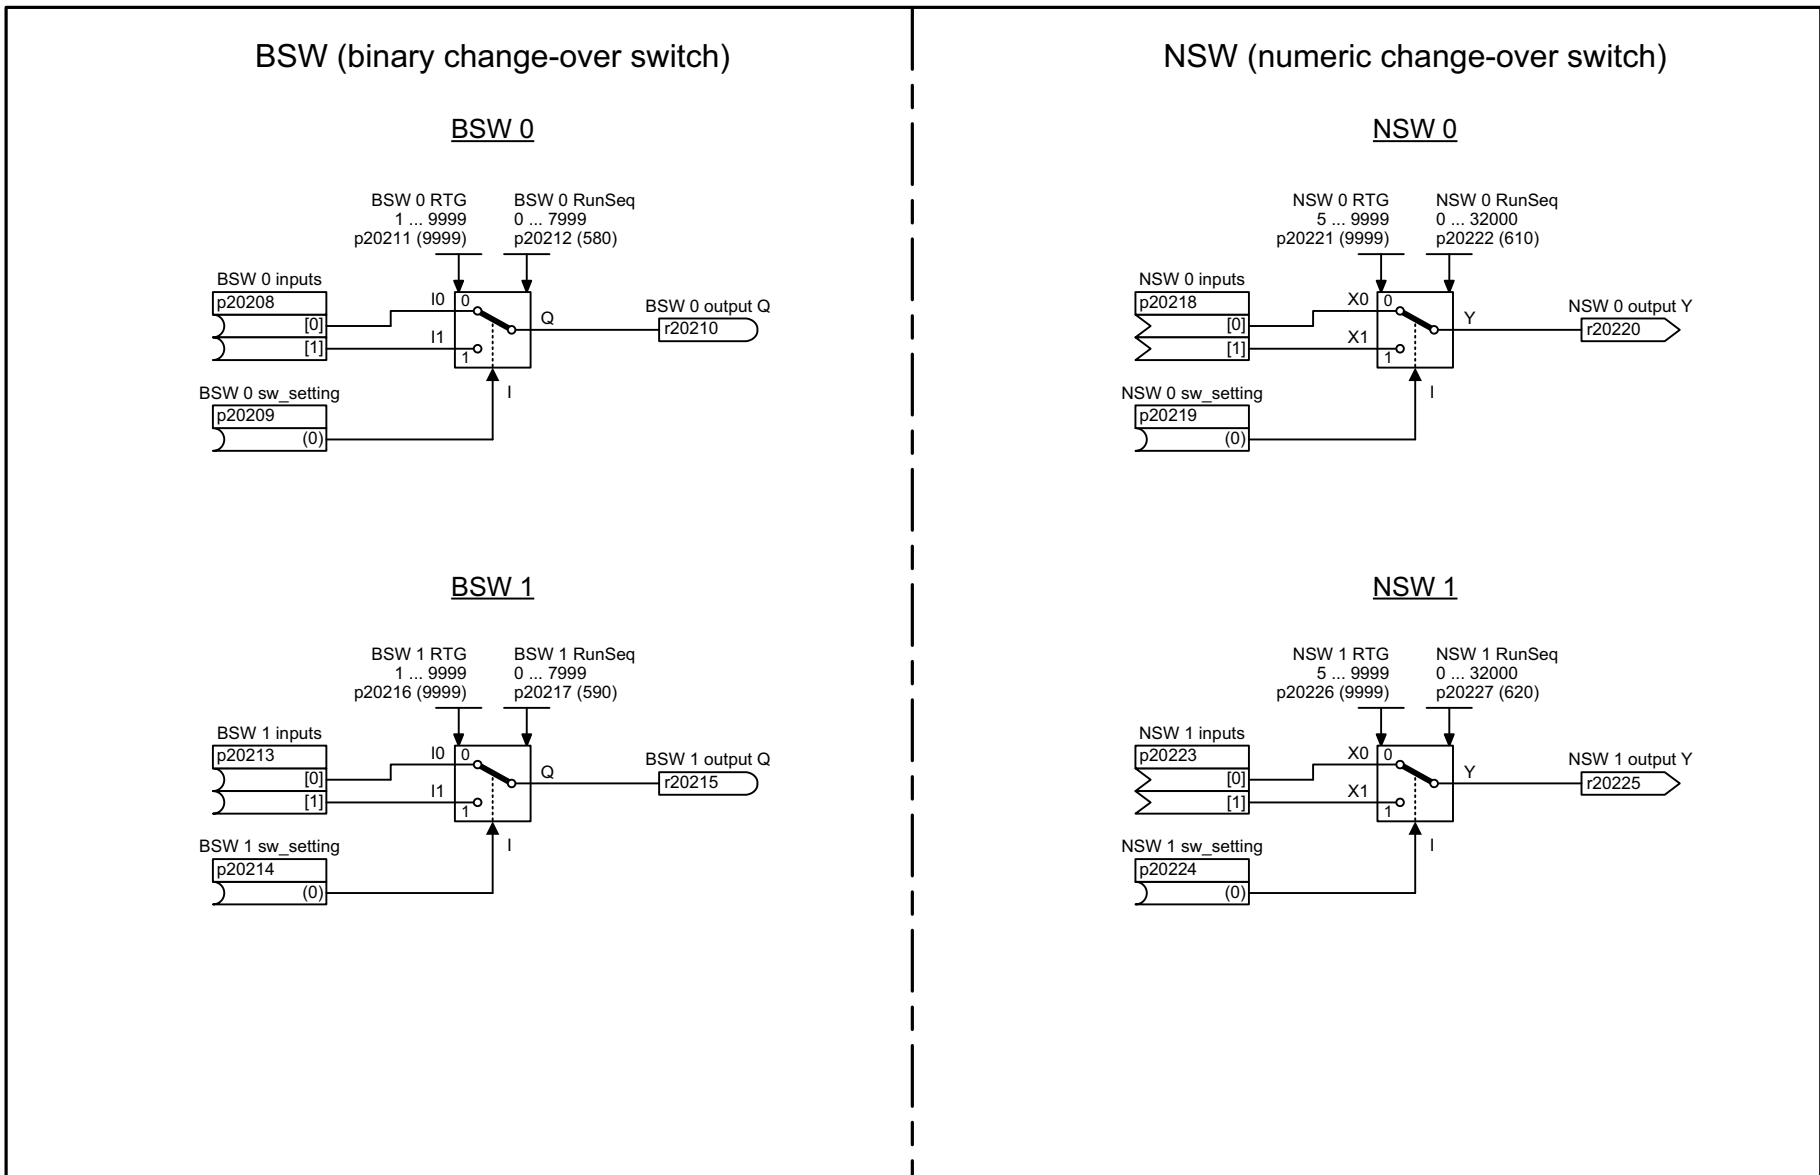 BSW (binary change-over switch)
BSW 0
BSW 0 RTG
1 ... 9999
p20211 (9999)
BSW 0 RunSeq
0 ... 7999
p20212 (580)
BSW 0 inputs
p20208
[0]
[1]
I0
0
I1
1
Q
BSW 0 output Q
r20210
BSW 0 sw_setting
p20209
(0)
I
BSW 1
BSW 1 RTG
1 ... 9999
p20216 (9999)
BSW 1 RunSeq
0 ... 7999
p20217 (590)
BSW 1 inputs
p20213
[0]
[1]
I0
0
I1
1
Q
BSW 1 output Q
r20215
BSW 1 sw_setting
p20214
(0)
I
NSW (numeric change-over switch)
NSW 0
NSW 0 RTG
5 ... 9999
p20221 (9999)
NSW 0 RunSeq
0 ... 32000
p20222 (610)
NSW 0 inputs
p20218
[0]
[1]
X0
0
X1
1
Y
NSW 0 output Y
r20220
NSW 0 sw_setting
p20219
(0)
I
NSW 1
NSW 1 RTG
5 ... 9999
p20226 (9999)
NSW 1 RunSeq
0 ... 32000
p20227 (620)
NSW 1 inputs
p20223
[0]
[1]
X0
0
X1
1
Y
NSW 1 output Y
r20225
NSW 1 sw_setting
p20224
(0)
I